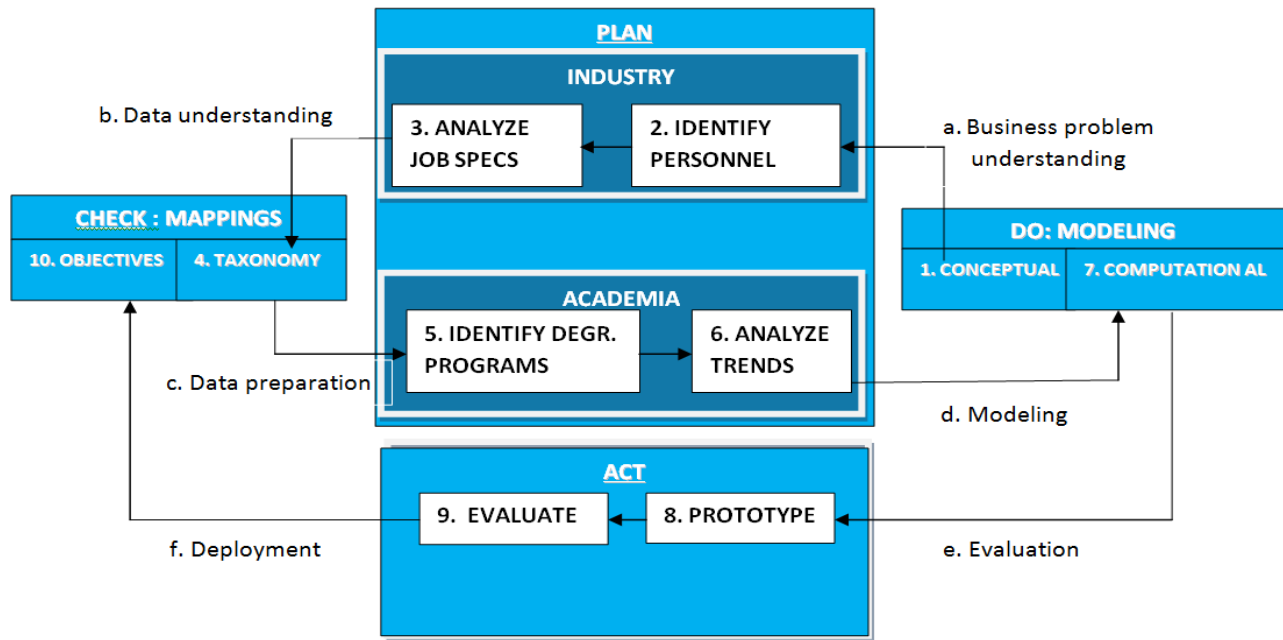 PLAN
INDUSTRY
b. Data understanding
3. ANALYZE
JOB SPECS
2. IDENTIFY
PERSONNEL
a. Business problem
understanding
CHECK : MAPPINGS
10. OBJECTIVES
4. TAXONOMY
DO: MODELING
1. CONCEPTUAL
7. COMPUTATION AL
ACADEMIA
5. IDENTIFY DEGR.
PROGRAMS
6. ANALYZE
TRENDS
c. Data preparation
d. Modeling
ACT
9. EVALUATE
8. PROTOTYPE
f. Deployment
e. Evaluation